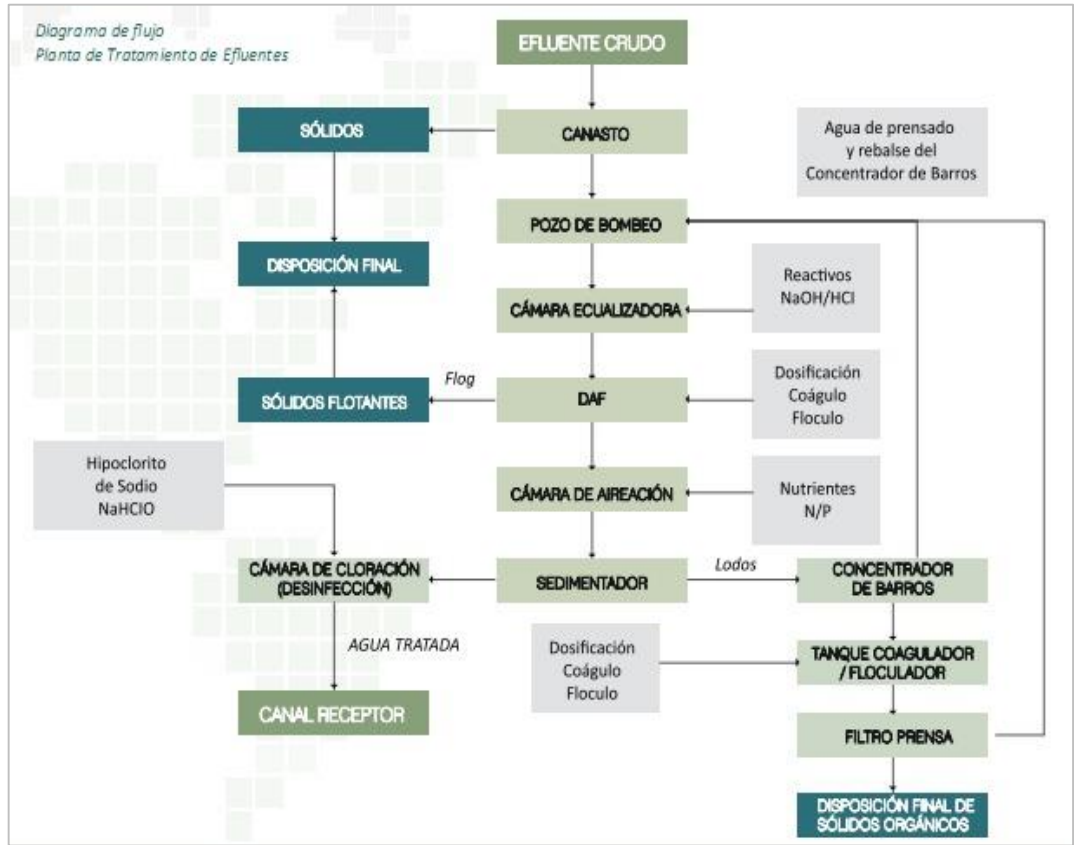 Diagrama de flujo
Planta de Tratamiento de Efluentes
EFLUENTE CRUDO
SÓLIDOS
CANASTO
Agua de prensado
y rebalse del
Concentrador de Barros
POZO DE BOMBEO
DISPOSICIÓN FINAL
Reactivos
NaOH/HCl
CÁMARA ECUALIZADORA
Flog
SÓLIDOS FLOTANTES
DAF
Dosificación
Coágulo
Floculo
Hipoclorito
de Sodio
NaHClO
CÁMARA DE AIREACIÓN
Nutrientes
N/P
CÁMARA DE CLORACIÓN
(DESINFECCIÓN)
SEDIMENTADOR
Lodos
CONCENTRADOR
DE BARROS
AGUA TRATADA
Dosificación
Coágulo
Floculo
TANQUE COAGULADOR
/ FLOCULADOR
CANAL RECEPTOR
FILTRO PRENSA
DISPOSICIÓN FINAL DE
SÓLIDOS ORGÁNICOS